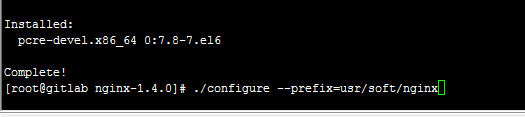 Installed:
pcre-devel.x86_64 0:7.8-7.el6
Complete!
[root@gitlab nginx-1.4.0]# ./configure --prefix=usr/soft/nginx